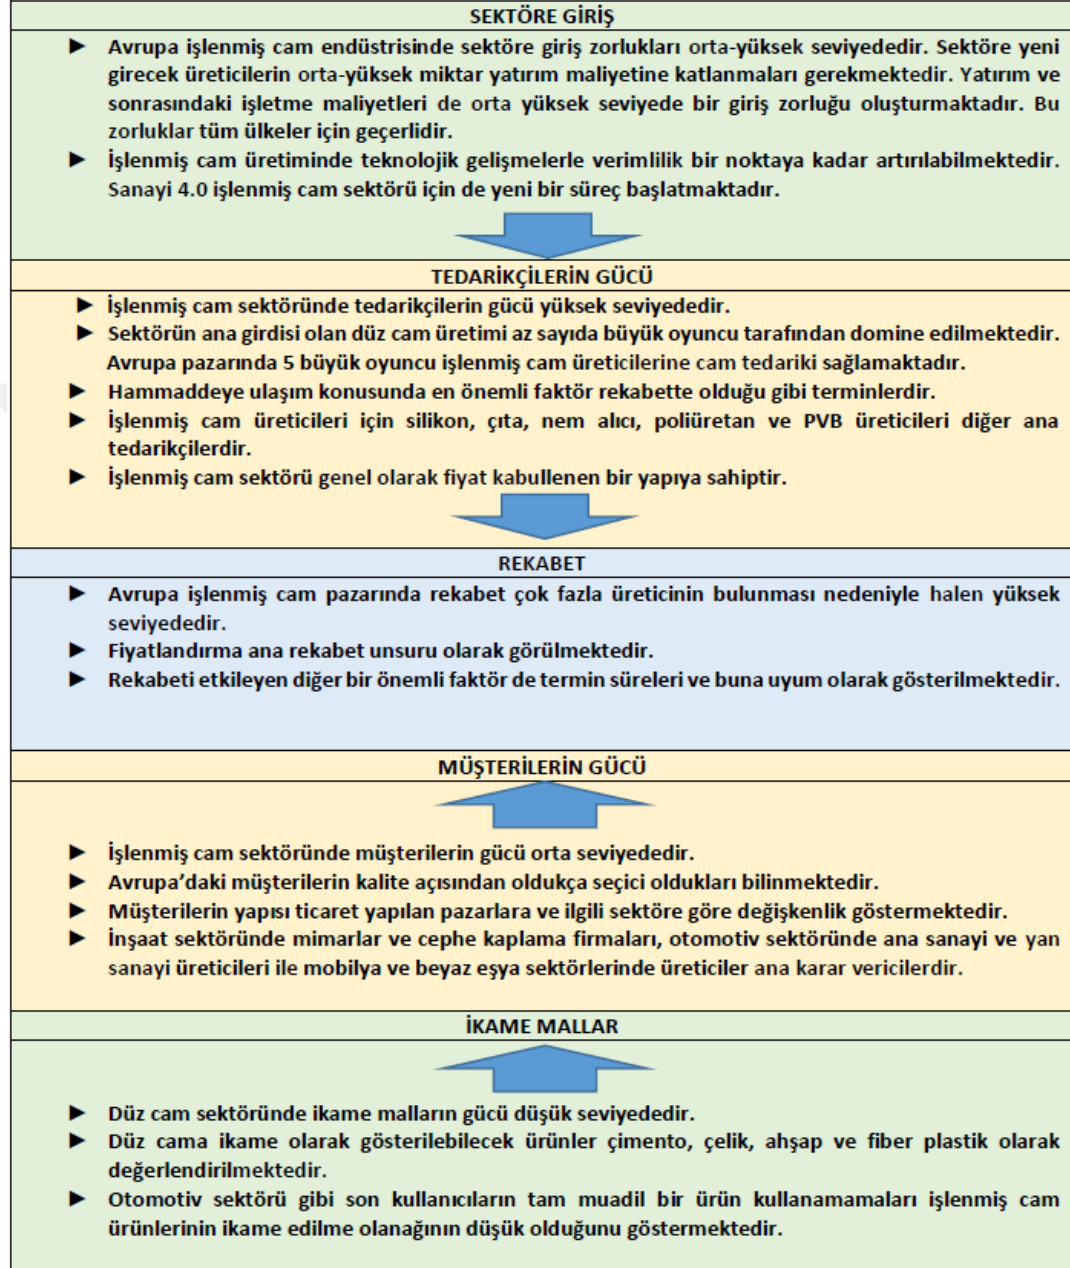 SEKTÖRE GİRİŞ
► Avrupa işlenmiş cam endüstrisinde sektöre giriş zorlukları orta-yüksek seviyededir. Sektöre yeni
girecek üreticilerin orta-yüksek miktar yatırım maliyetine katlanmaları gerekmektedir. Yatırım ve
sonrasındaki işletme maliyetleri de orta yüksek seviyede bir giriş zorluğu oluşturmaktadır. Bu
zorluklar tüm ülkeler için geçerlidir.
► İşlenmiş cam üretiminde teknolojik gelişmelerle verimlilik bir noktaya kadar artırılabilmektedir.
Sanayi 4.0 işlenmiş cam sektörü için de yeni bir süreç başlatmaktadır.
TEDARİKÇİLERİN GÜCÜ
► İşlenmiş cam sektöründe tedarikçilerin gücü yüksek seviyededir.
► Sektörün ana girdisi olan düz cam üretimi az sayıda büyük oyuncu tarafından domine edilmektedir.
Avrupa pazarında 5 büyük oyuncu işlenmiş cam üreticilerine cam tedariki sağlamaktadır.
► Hammaddeye ulaşım konusunda en önemli faktör rekabette olduğu gibi terminlerdir.
► İşlenmiş cam üreticileri için silikon, çıta, nem alıcı, poliüretan ve PVB üreticileri diğer ana
tedarikçilerdir.
► İşlenmiş cam sektörü genel olarak fiyat kabullenen bir yapıya sahiptir.
REKABET
► Avrupa işlenmiş cam pazarında rekabet çok fazla üreticinin bulunması nedeniyle halen yüksek
seviyededir.
► Fiyatlandırma ana rekabet unsuru olarak görülmektedir.
► Rekabeti etkileyen diğer bir önemli faktör de termin süreleri ve buna uyum olarak gösterilmektedir.
MÜŞTERİLERİN GÜCÜ
► İşlenmiş cam sektöründe müşterilerin gücü orta seviyededir.
► Avrupa’daki müşterilerin kalite açısından oldukça seçici oldukları bilinmektedir.
► Müşterilerin yapısı ticaret yapılan pazarlara ve ilgili sektöre göre değişkenlik göstermektedir.
► İnşaat sektöründe mimarlar ve cephe kaplama firmaları, otomotiv sektöründe ana sanayi ve yan
sanayi üreticileri ile mobilya ve beyaz eşya sektörlerinde üreticiler ana karar vericilerdir.
İKAME MALLAR
► Düz cam sektöründe ikame malların gücü düşük seviyededir.
► Düz cama ikame olarak gösterilebilecek ürünler çimento, çelik, ahşap ve fiber plastik olarak
değerlendirilmektedir.
► Otomotiv sektörü gibi son kullanıcıların tam muadil bir ürün kullanamamaları işlenmiş cam
ürünlerinin ikame edilme olanağının düşük olduğunu göstermektedir.